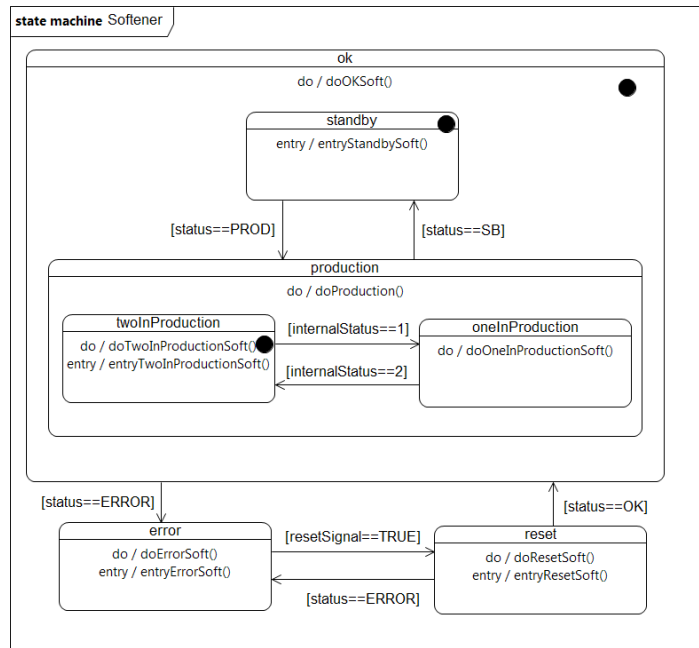 state machine Softener
ok
do / doOKSoft()
standby
entry / entryStandbySoft()
[status==PROD]
[status==SB]
production
do / doProduction()
twoInProduction
do / doTwoInProductionSoft()
entry / entryTwoInProductionSoft()
[internalStatus==1]
[internalStatus==2]
oneInProduction
do / doOneInProductionSoft()
[status==ERROR]
[status==OK]
error
do / doErrorSoft()
entry / entryErrorSoft()
[resetSignal==TRUE]
[status==ERROR]
reset
do / doResetSoft()
entry / entryResetSoft()